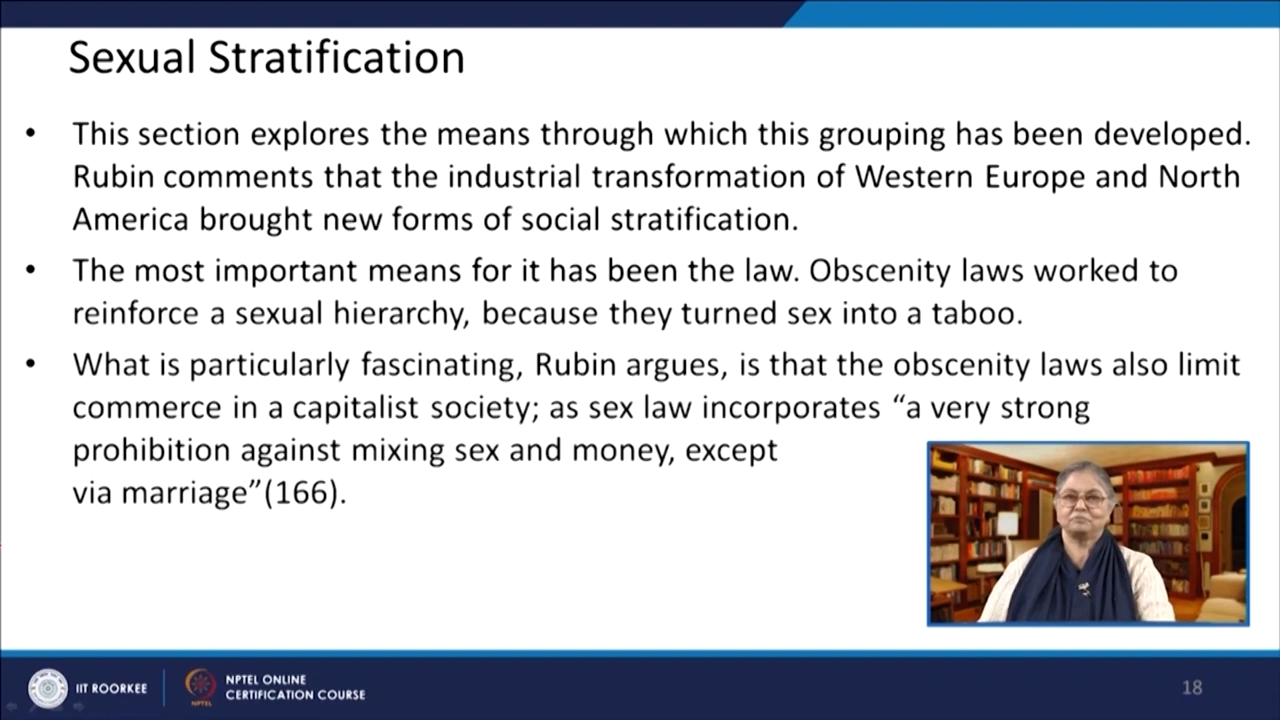 Sexual Stratification
• This section explores the means through which this grouping has been developed.
Rubin comments that the industrial transformation of Western Europe and North
America brought new forms of social stratification.
• The most important means for it has been the law. Obscenity laws worked to
reinforce a sexual hierarchy, because they turned sex into a taboo.
• What is particularly fascinating, Rubin argues, is that the obscenity laws also limit
commerce in a capitalist society; as sex law incorporates “a very strong
prohibition against mixing sex and money, except
via marriage”(166).
IIT ROORKEE
NPTEL
NPTEL ONLINE
CERTIFICATION COURSE
18